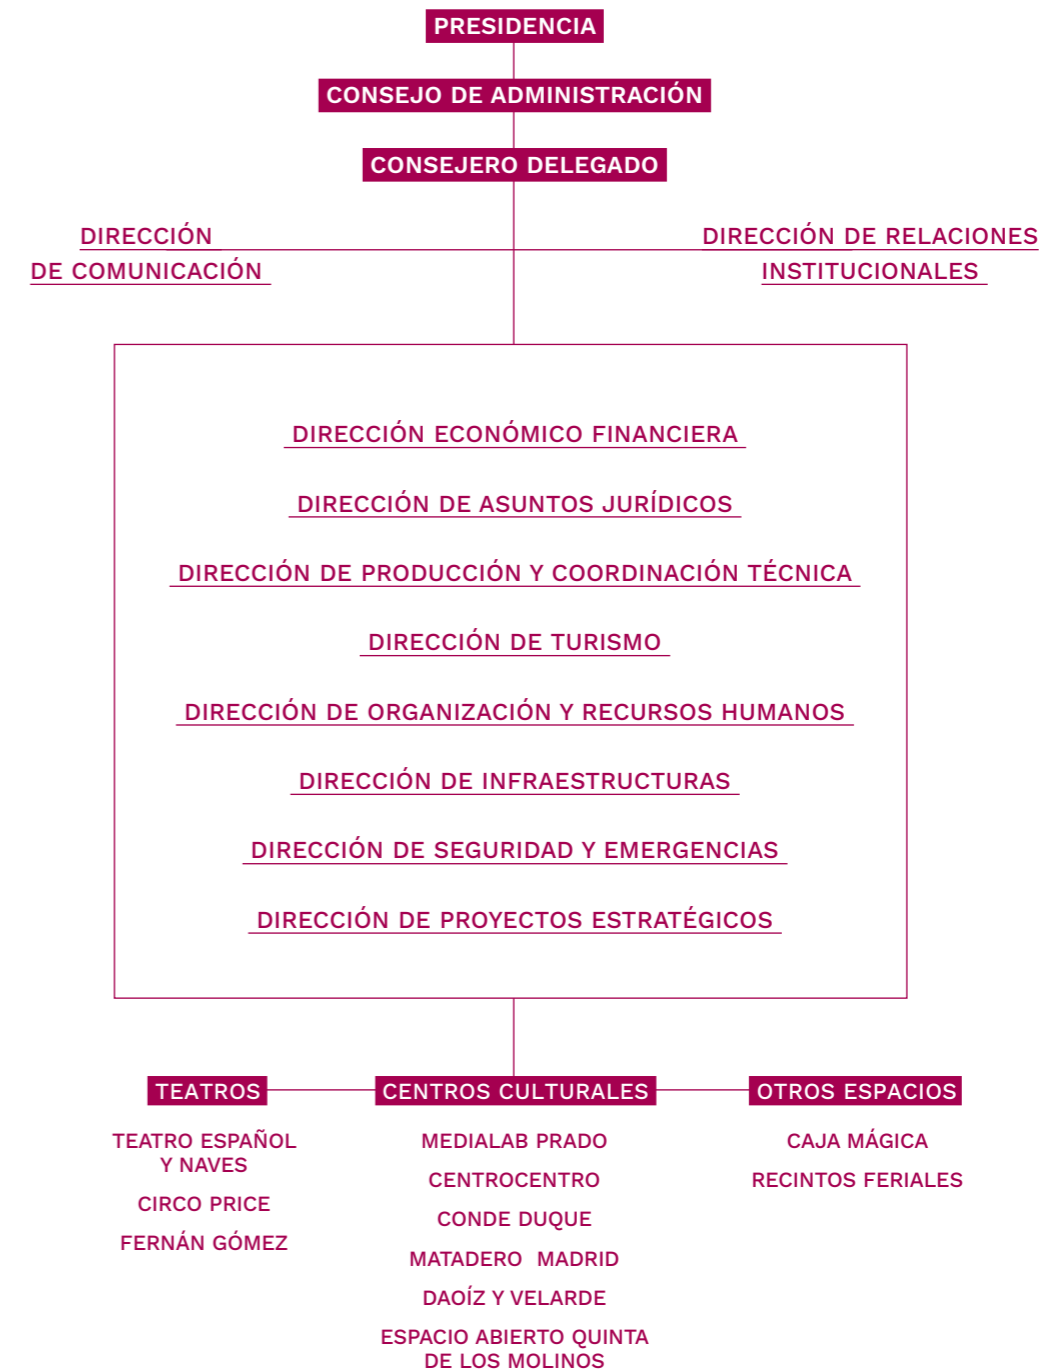 PRESIDENCIA
CONSEJO DE ADMINISTRACIÓN
CONSEJERO DELEGADO
DIRECCIÓN
DE COMUNICACIÓN
DIRECCIÓN DE RELACIONES
INSTITUCIONALES
DIRECCIÓN ECONÓMICO FINANCIERA
DIRECCIÓN DE ASUNTOS JURÍDICOS
DIRECCIÓN DE PRODUCCIÓN Y COORDINACIÓN TÉCNICA
DIRECCIÓN DE TURISMO
DIRECCIÓN DE ORGANIZACIÓN Y RECURSOS HUMANOS
DIRECCIÓN DE INFRAESTRUCTURAS
DIRECCIÓN DE SEGURIDAD Y EMERGENCIAS
DIRECCIÓN DE PROYECTOS ESTRATÉGICOS
TEATROS
TEATRO ESPAÑOL
Y NAVES
CIRCO PRICE
FERNÁN GÓMEZ
CENTROS CULTURALES
MEDIALAB PRADO
CENTROCENTRO
CONDE DUQUE
MATADERO MADRID
DAOÍZ Y VELARDE
ESPACIO ABIERTO QUINTA
DE LOS MOLINOS
OTROS ESPACIOS
CAJA MÁGICA
RECINTOS FERIALES